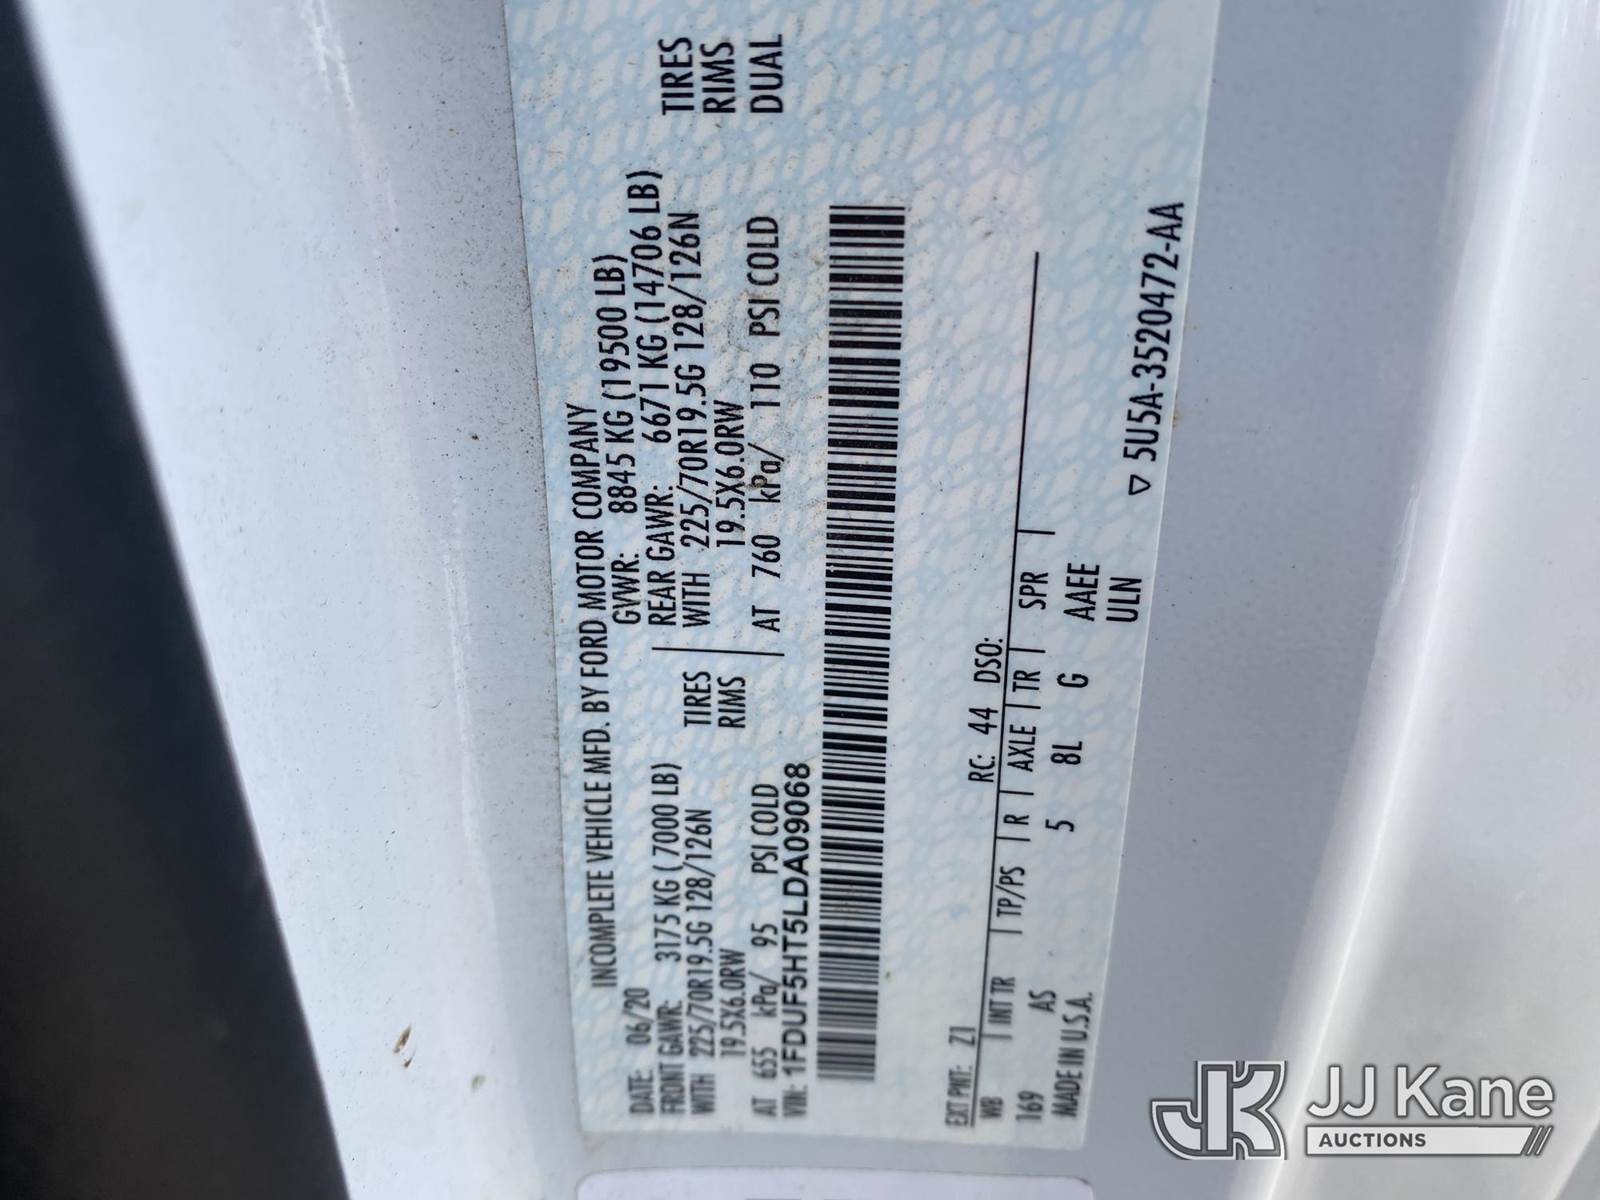 INCOMPLETE VEHICLE MFD. BY FORD MOTOR COMPANY
DATE: 06/20 GVWR: 8845 KG (19500 LB)
FRONT GAWR: 3175 KG (7000 LB) REAR GAWR: 6671 KG (14706 LB)
WITH 225/70R19.5G 128/126N TIRES WITH 225/70R19.5G 128/126N TIRES
19.5X6.0RW RIMS 19.5X6.0RW RIMS
AT 655 kPa/ 95 PSI COLD AT 760 kPa/ 110 PSI COLD DUAL
VIN: 1FDUF5HT5LDA09068
EXT PNT: Z1 RC: 44 DSO:
WB | INT TR | TP/PS | R | AXLE | TR | SPR |
169 AS 5 8L G AAEE
MADE IN U.S.A. ULN
▽ 5U5A-3520472-AA
JK JJ Kane
AUCTIONS